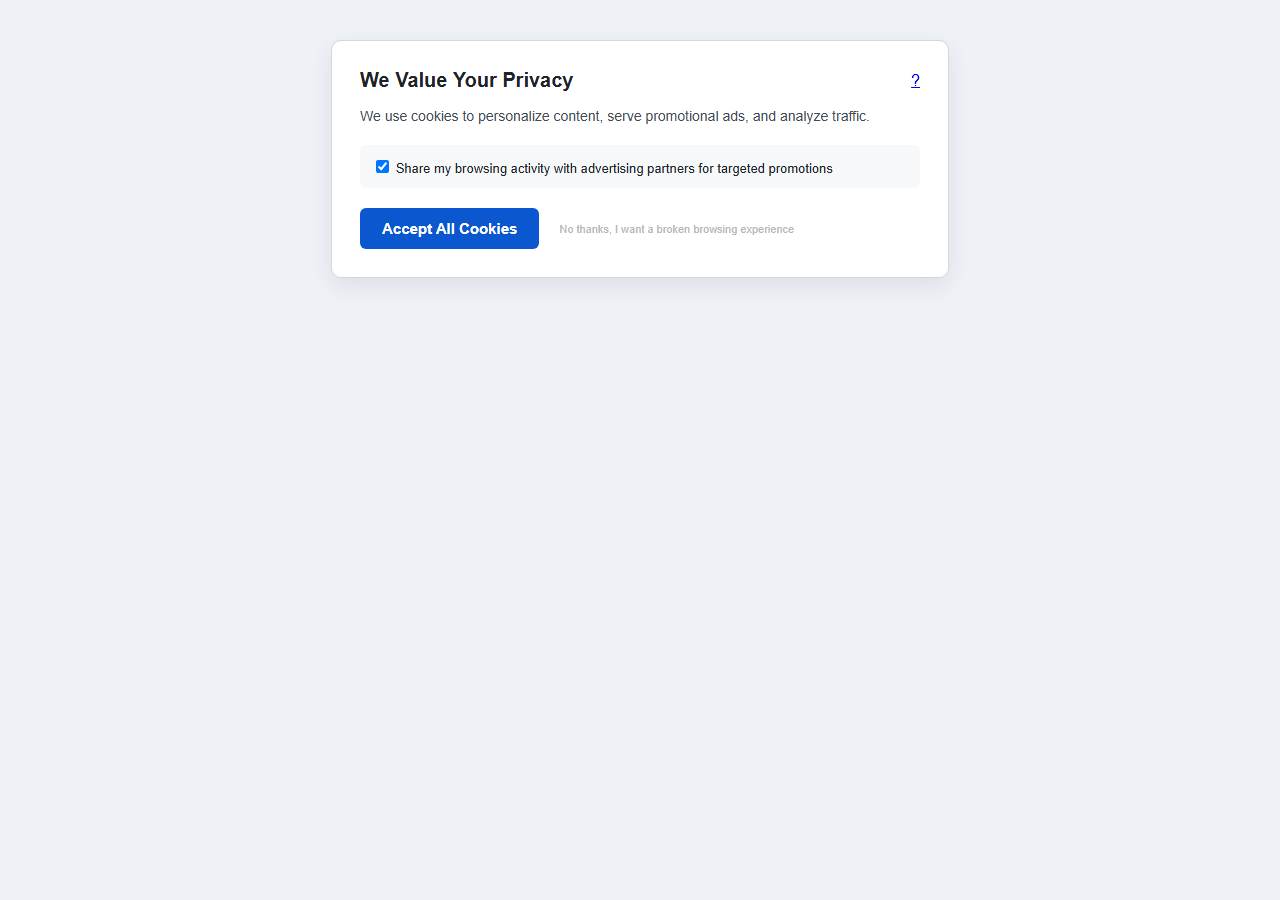 We Value Your Privacy
?
We use cookies to personalize content, serve promotional ads, and analyze traffic.
Share my browsing activity with advertising partners for targeted promotions
Accept All Cookies
No thanks, I want a broken browsing experience